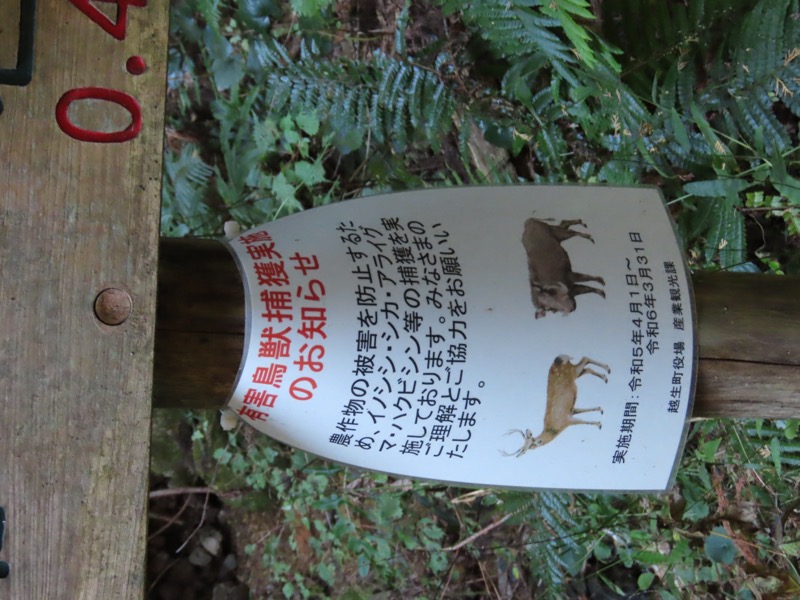 0.4
有害鳥獣捕獲実施
のお知らせ
農作物の被害を防止するた
め、イノシシ・シカ・アライグ
マ・ハクビシン等の捕獲を実
施しております。みなさまの
ご理解とご協力をお願いい
たします。
実施期間：令和5年4月1日～
令和6年3月31日
越生町役場 産業観光課